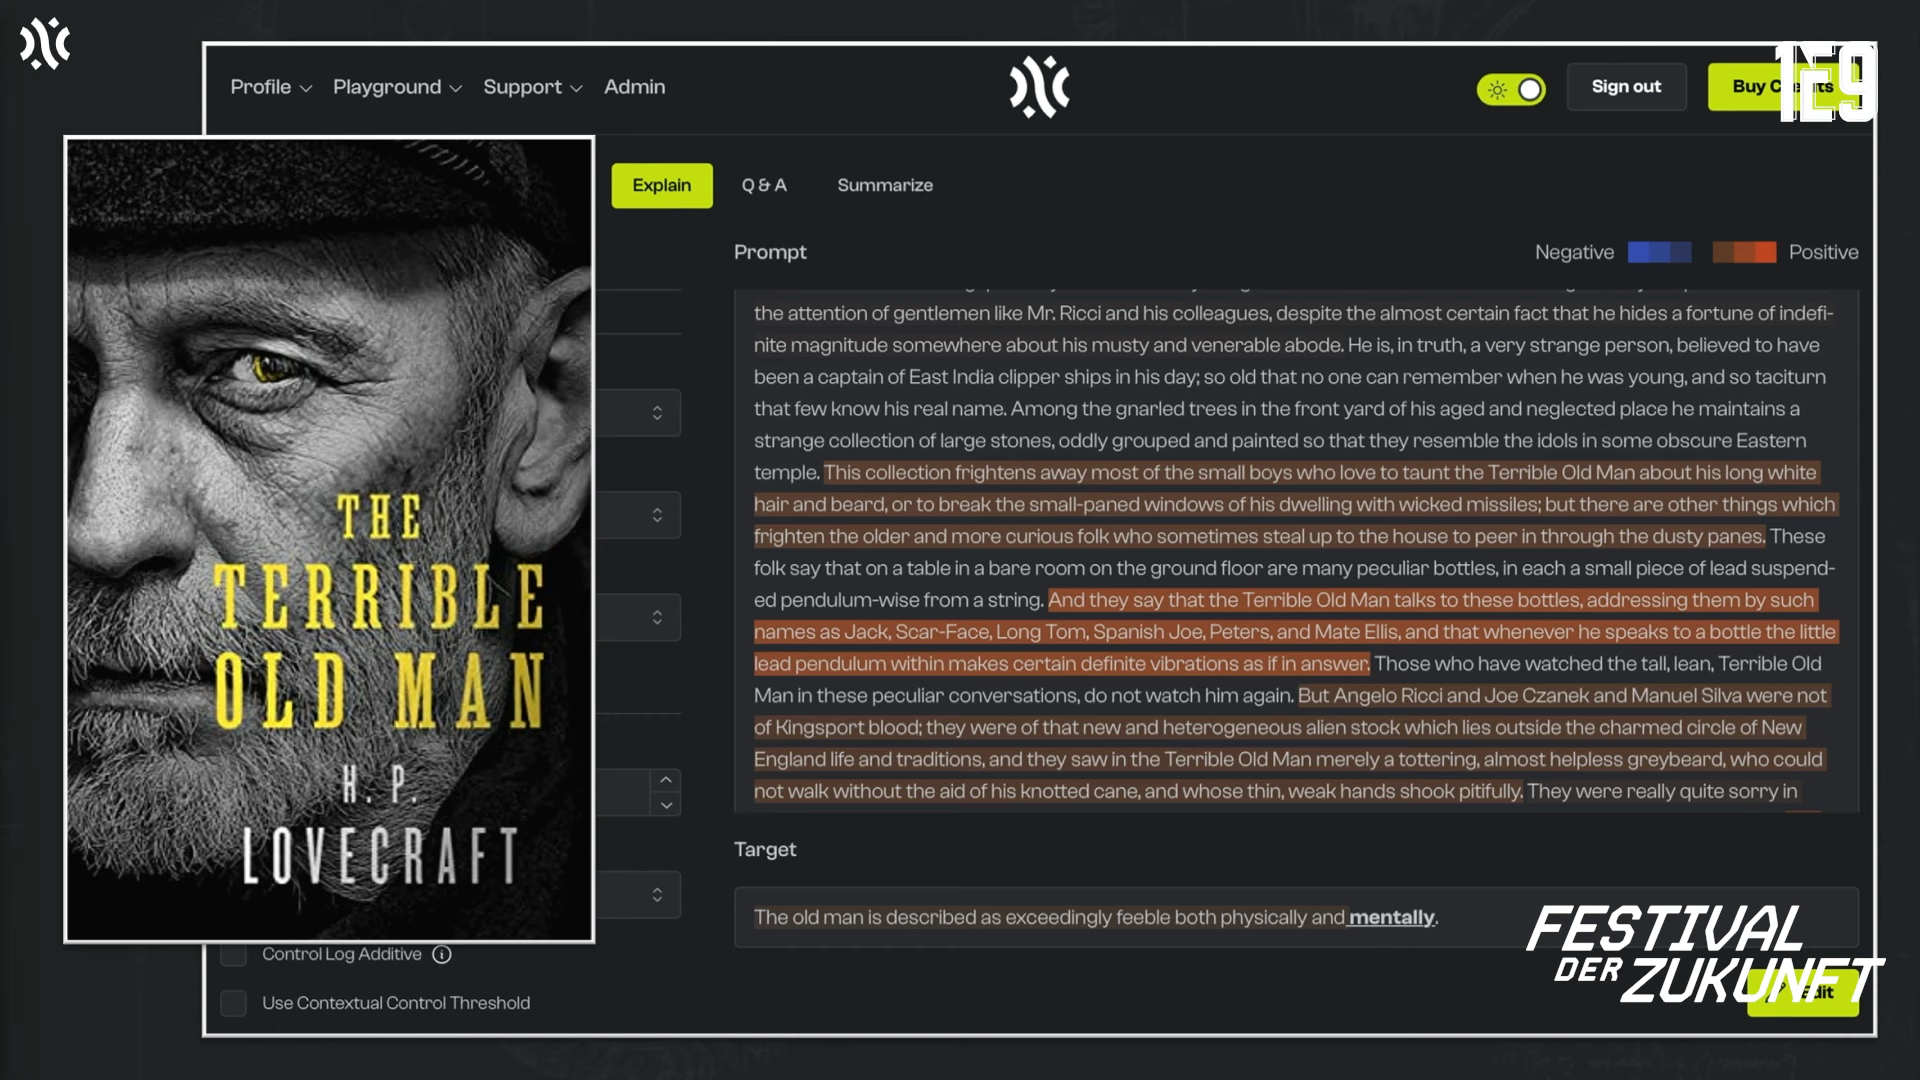 1E9
Profile
Playground
Support
Admin
Sign out
Buy Credits
Explain
Q & A
Summarize
Prompt
Negative
Positive
the attention of gentlemen like Mr. Ricci and his colleagues, despite the almost certain fact that he hides a fortune of indefi-
nite magnitude somewhere about his musty and venerable abode. He is, in truth, a very strange person, believed to have
been a captain of East India clipper ships in his day; so old that no one can remember when he was young, and so taciturn
that few know his real name. Among the gnarled trees in the front yard of his aged and neglected place he maintains a
strange collection of large stones, oddly grouped and painted so that they resemble the idols in some obscure Eastern
temple. This collection frightens away most of the small boys who love to taunt the Terrible Old Man about his long white
hair and beard, or to break the small-paned windows of his dwelling with wicked missiles; but there are other things which
frighten the older and more curious folk who sometimes steal up to the house to peer in through the dusty panes. These
folk say that on a table in a bare room on the ground floor are many peculiar bottles, in each a small piece of lead suspend-
ed pendulum-wise from a string. And they say that the Terrible Old Man talks to these bottles, addressing them by such
names as Jack, Scar-Face, Long Tom, Spanish Joe, Peters, and Mate Ellis, and that whenever he speaks to a bottle the little
lead pendulum within makes certain definite vibrations as if in answer. Those who have watched the tall, lean, Terrible Old
Man in these peculiar conversations, do not watch him again. But Angelo Ricci and Joe Czanek and Manuel Silva were not
of Kingsport blood; they were of that new and heterogeneous alien stock which lies outside the charmed circle of New
England life and traditions, and they saw in the Terrible Old Man merely a tottering, almost helpless greybeard, who could
not walk without the aid of his knotted cane, and whose thin, weak hands shook pitifully. They were really quite sorry in
THE
TERRIBLE
OLD MAN
H. P.
LOVECRAFT
Target
The old man is described as exceedingly feeble both physically and mentally.
Control Log Additive
Use Contextual Control Threshold
FESTIVAL
DER ZUKUNFT
Edit